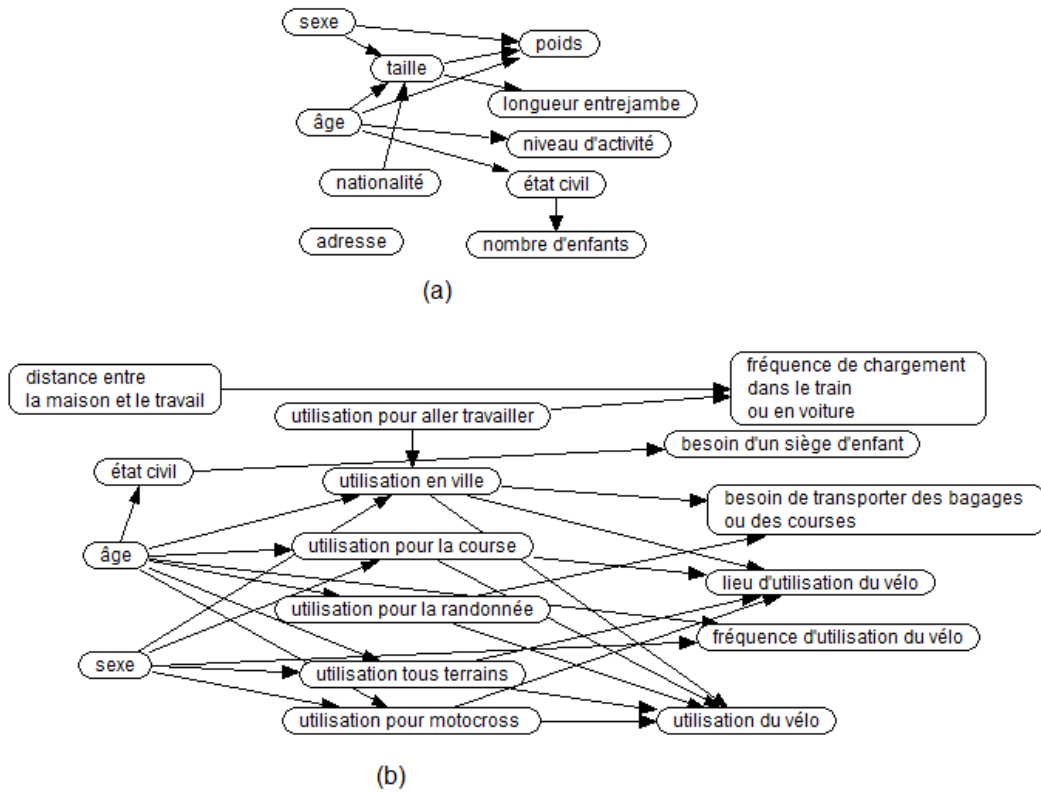 sexe
poids
taille
longueur entrejambe
âge
niveau d'activité
nationalité
état civil
adresse
nombre d'enfants
(a)
distance entre
la maison et le travail
fréquence de chargement
dans le train
ou en voiture
utilisation pour aller travailler
besoin d'un siège d'enfant
état civil
utilisation en ville
besoin de transporter des bagages
ou des courses
âge
utilisation pour la course
lieu d'utilisation du vélo
utilisation pour la randonnée
fréquence d'utilisation du vélo
sexe
utilisation tous terrains
utilisation pour motocross
utilisation du vélo
(b)